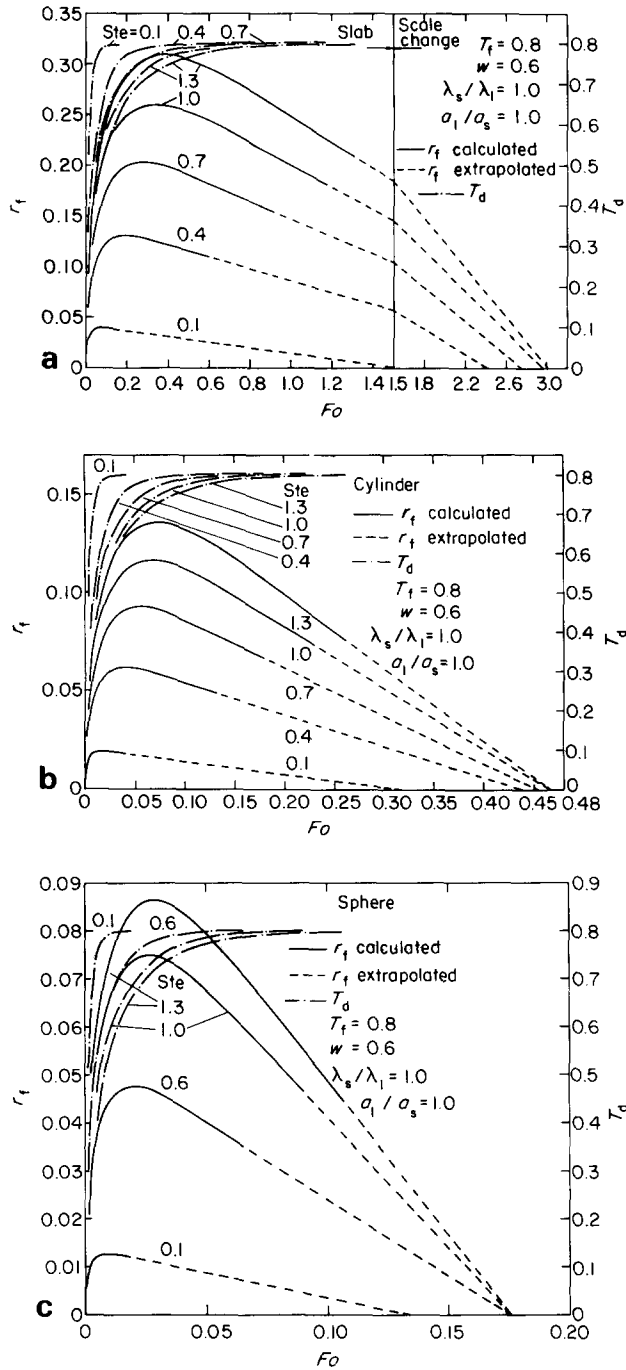 Slab
Scale change
Ste=0.1 0.4 0.7
1.3
1.0
0.7
0.4
0.1
T_f = 0.8
w = 0.6
λ_s/λ_l = 1.0
a_l/a_s = 1.0
r_f calculated
r_f extrapolated
T_d
0.35
0.30
0.25
0.20
0.15
0.10
0.05
0
r_f
0.8
0.7
0.6
0.5
0.4
0.3
0.2
0.1
0
T_d
0 0.2 0.4 0.6 0.8 1.0 1.2 1.4 1.5 1.8 2.2 2.6 3.0
Fo
a
0.1
Ste
1.3
1.0
0.7
0.4
Cylinder
r_f calculated
r_f extrapolated
T_d
T_f = 0.8
w = 0.6
λ_s/λ_l = 1.0
a_l/a_s = 1.0
1.3
1.0
0.7
0.4
0.1
0.15
0.10
0.05
0
r_f
0.8
0.7
0.6
0.5
0.4
0.3
0.2
0.1
0
T_d
0 0.05 0.10 0.15 0.20 0.25 0.30 0.35 0.40 0.45 0.48
Fo
b
0.1
0.6
Ste
1.3
1.0
0.6
0.1
Sphere
r_f calculated
r_f extrapolated
T_d
T_f = 0.8
w = 0.6
λ_s/λ_l = 1.0
a_l / a_s = 1.0
0.09
0.08
0.07
0.06
0.05
0.04
0.03
0.02
0.01
0
r_f
0.9
0.8
0.7
0.6
0.5
0.4
0.3
0.2
0.1
0
T_d
0 0.05 0.10 0.15 0.20
Fo
c